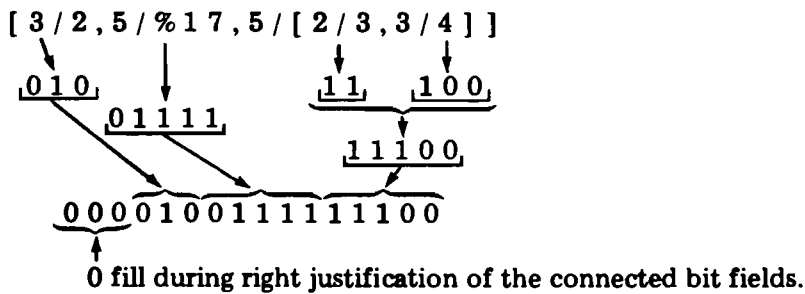 [ 3 / 2 , 5 / % 1 7 , 5 / [ 2 / 3 , 3 / 4 ] ]
0 1 0
1 1
1 0 0
0 1 1 1 1
1 1 1 0 0
0 0 0 0 1 0 0 1 1 1 1 1 1 1 0 0
0 fill during right justification of the connected bit fields.